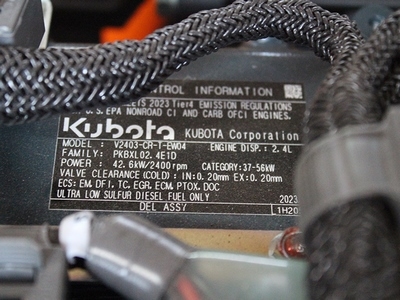 TROL INFORMATION
ETS 2023 Tier4 EMISSION REGULATIONS
U.S. EPA NONROAD CI AND CARB OFCI ENGINES.
Kubota KUBOTA Corporation
MODEL : V2403-CR-T-EW04 ENGINE DISP.: 2.4L
FAMILY: PKBXL02.4E1D
POWER : 42.6kW/2400rpm CATEGORY:37-56kW
VALVE CLEARANCE (COLD) : IN:0.20mm EX:0.20mm
ECS: EM, DFI, TC, EGR, ECM, PTOX, DOC
ULTRA LOW SULFUR DIESEL FUEL ONLY 2023
DEL ASSY 1H20